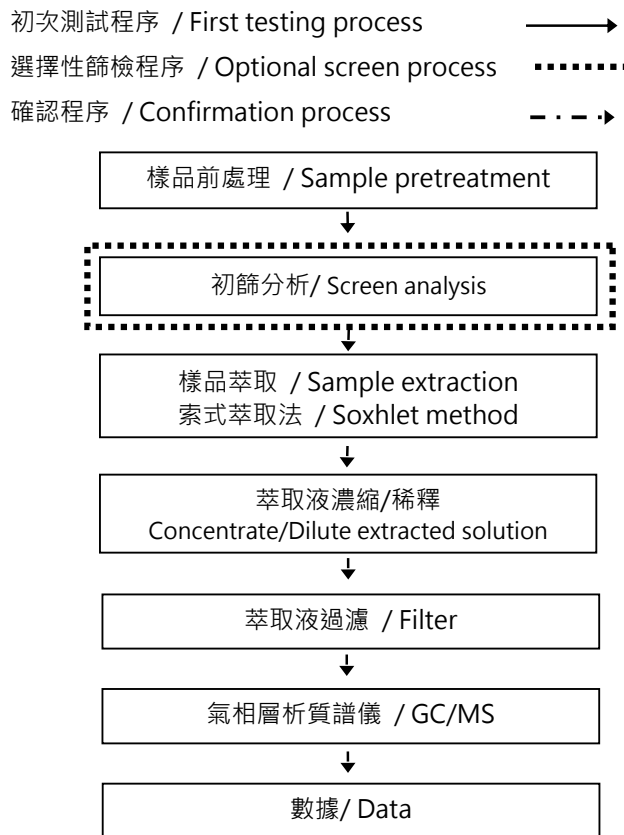 初次測試程序 / First testing process
選擇性篩檢程序 / Optional screen process
確認程序 / Confirmation process
樣品前處理 / Sample pretreatment
初篩分析/ Screen analysis
樣品萃取 / Sample extraction
索式萃取法 / Soxhlet method
萃取液濃縮/稀釋
Concentrate/Dilute extracted solution
萃取液過濾 / Filter
氣相層析質譜儀 / GC/MS
數據/ Data